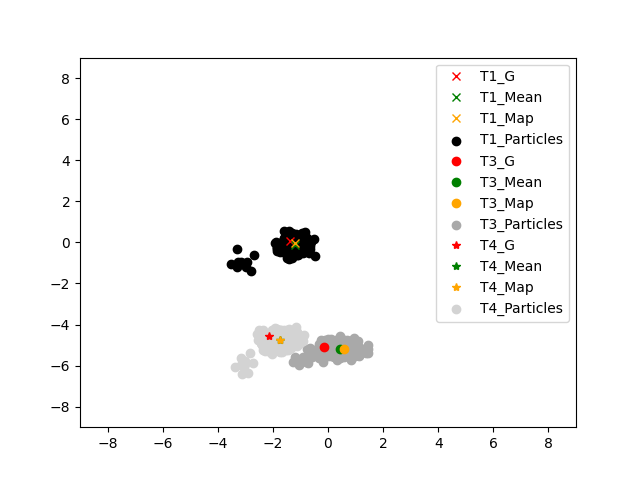 8
6
4
2
0
−2
−4
−6
−8
−8 −6 −4 −2 0 2 4 6 8
T1_G
T1_Mean
T1_Map
T1_Particles
T3_G
T3_Mean
T3_Map
T3_Particles
T4_G
T4_Mean
T4_Map
T4_Particles